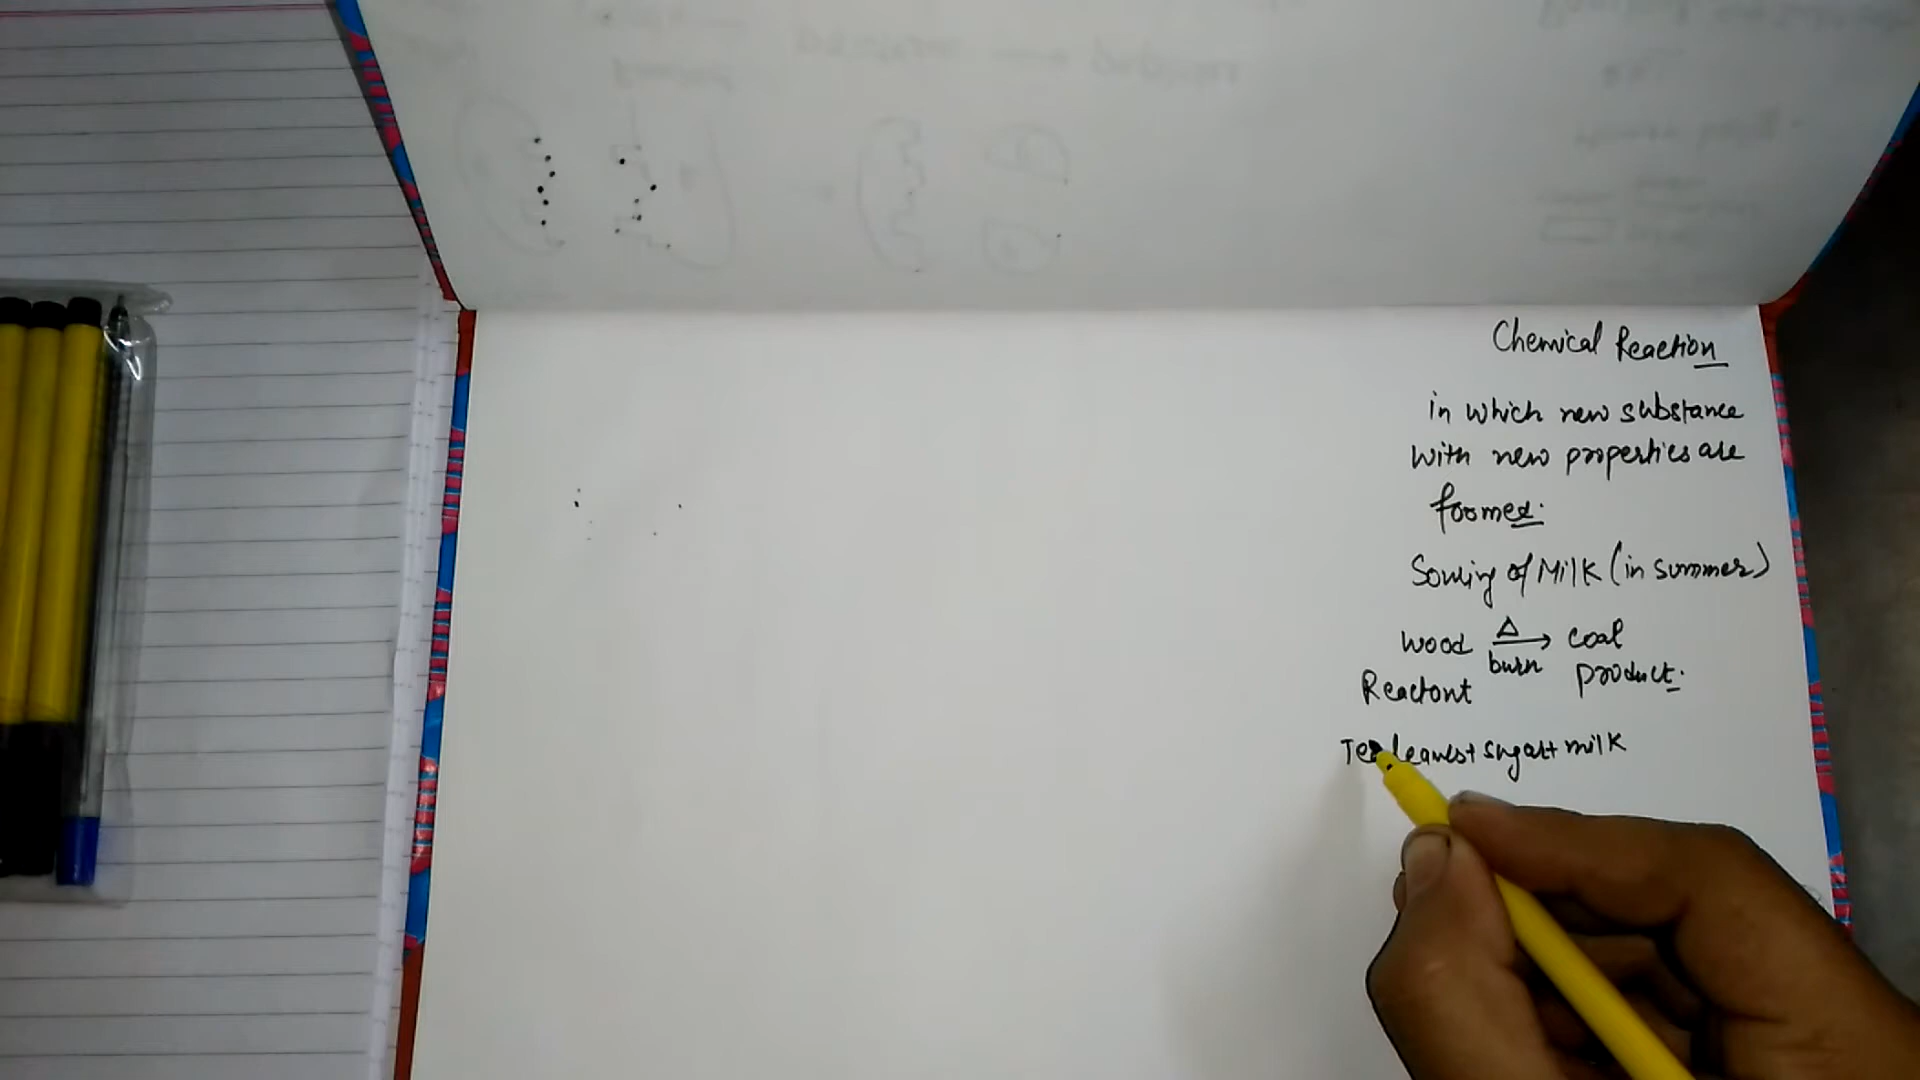 Chemical Reaction
in which new substance
with new properties are
formed.
Souring of Milk (in summer)
wood Δ burn → coal
Reactant product.
Tea leaves + sugar + milk